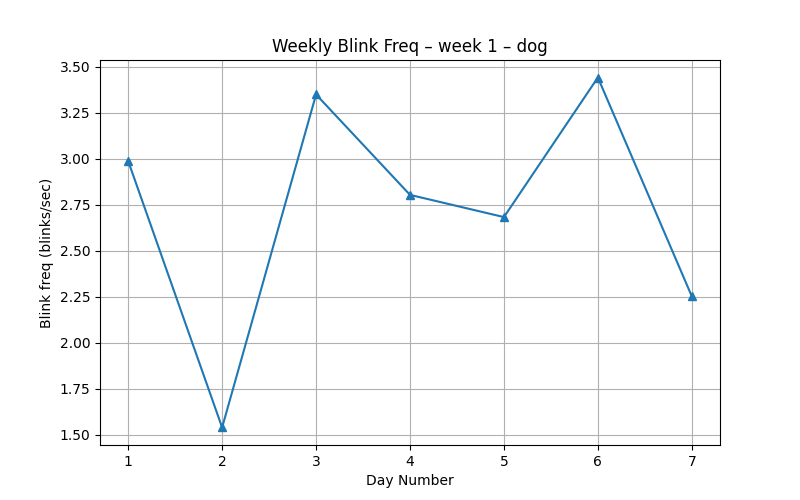 Weekly Blink Freq – week 1 – dog
3.50
3.25
3.00
2.75
2.50
2.25
2.00
1.75
1.50
Blink freq (blinks/sec)
1 2 3 4 5 6 7
Day Number